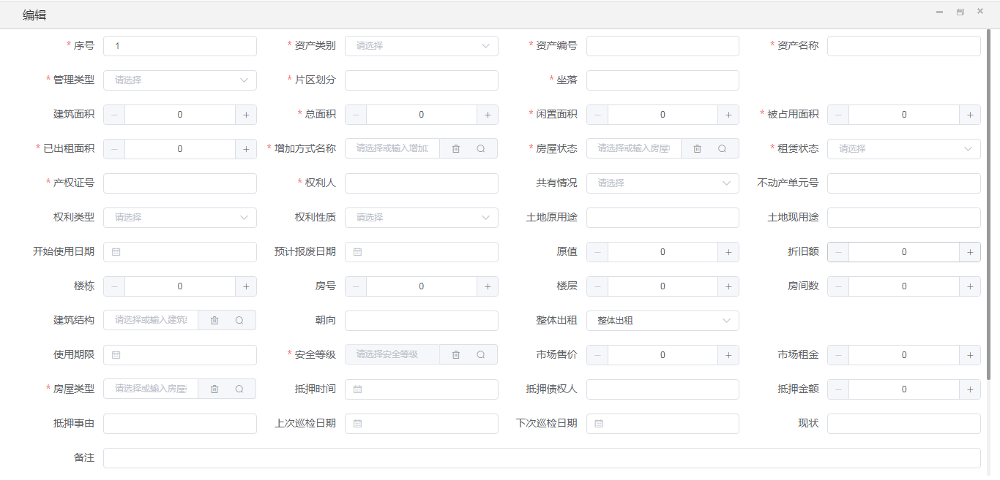 编辑
* 序号 1 * 资产类别 请选择 * 资产编号 * 资产名称
* 管理类型 请选择 * 片区划分 * 坐落
建筑面积 － 0 + * 总面积 － 0 + * 闲置面积 － 0 + * 被占用面积 － 0 +
* 已出租面积 － 0 + * 增加方式名称 请选择或输入增加 * 房屋状态 请选择或输入房屋 * 租赁状态 请选择
* 产权证号 * 权利人 共有情况 请选择 不动产单元号
权利类型 请选择 权利性质 请选择 土地原用途 土地现用途
开始使用日期 预计报废日期 原值 － 0 + 折旧额 － 0 +
楼栋 － 0 + 房号 － 0 + 楼层 － 0 + 房间数 － 0 +
建筑结构 请选择或输入建筑 朝向 整体出租 整体出租
使用期限 * 安全等级 请选择安全等级 市场售价 － 0 + 市场租金 － 0 +
* 房屋类型 请选择或输入房屋 抵押时间 抵押债权人 抵押金额 － 0 +
抵押事由 上次巡检日期 下次巡检日期 现状
备注